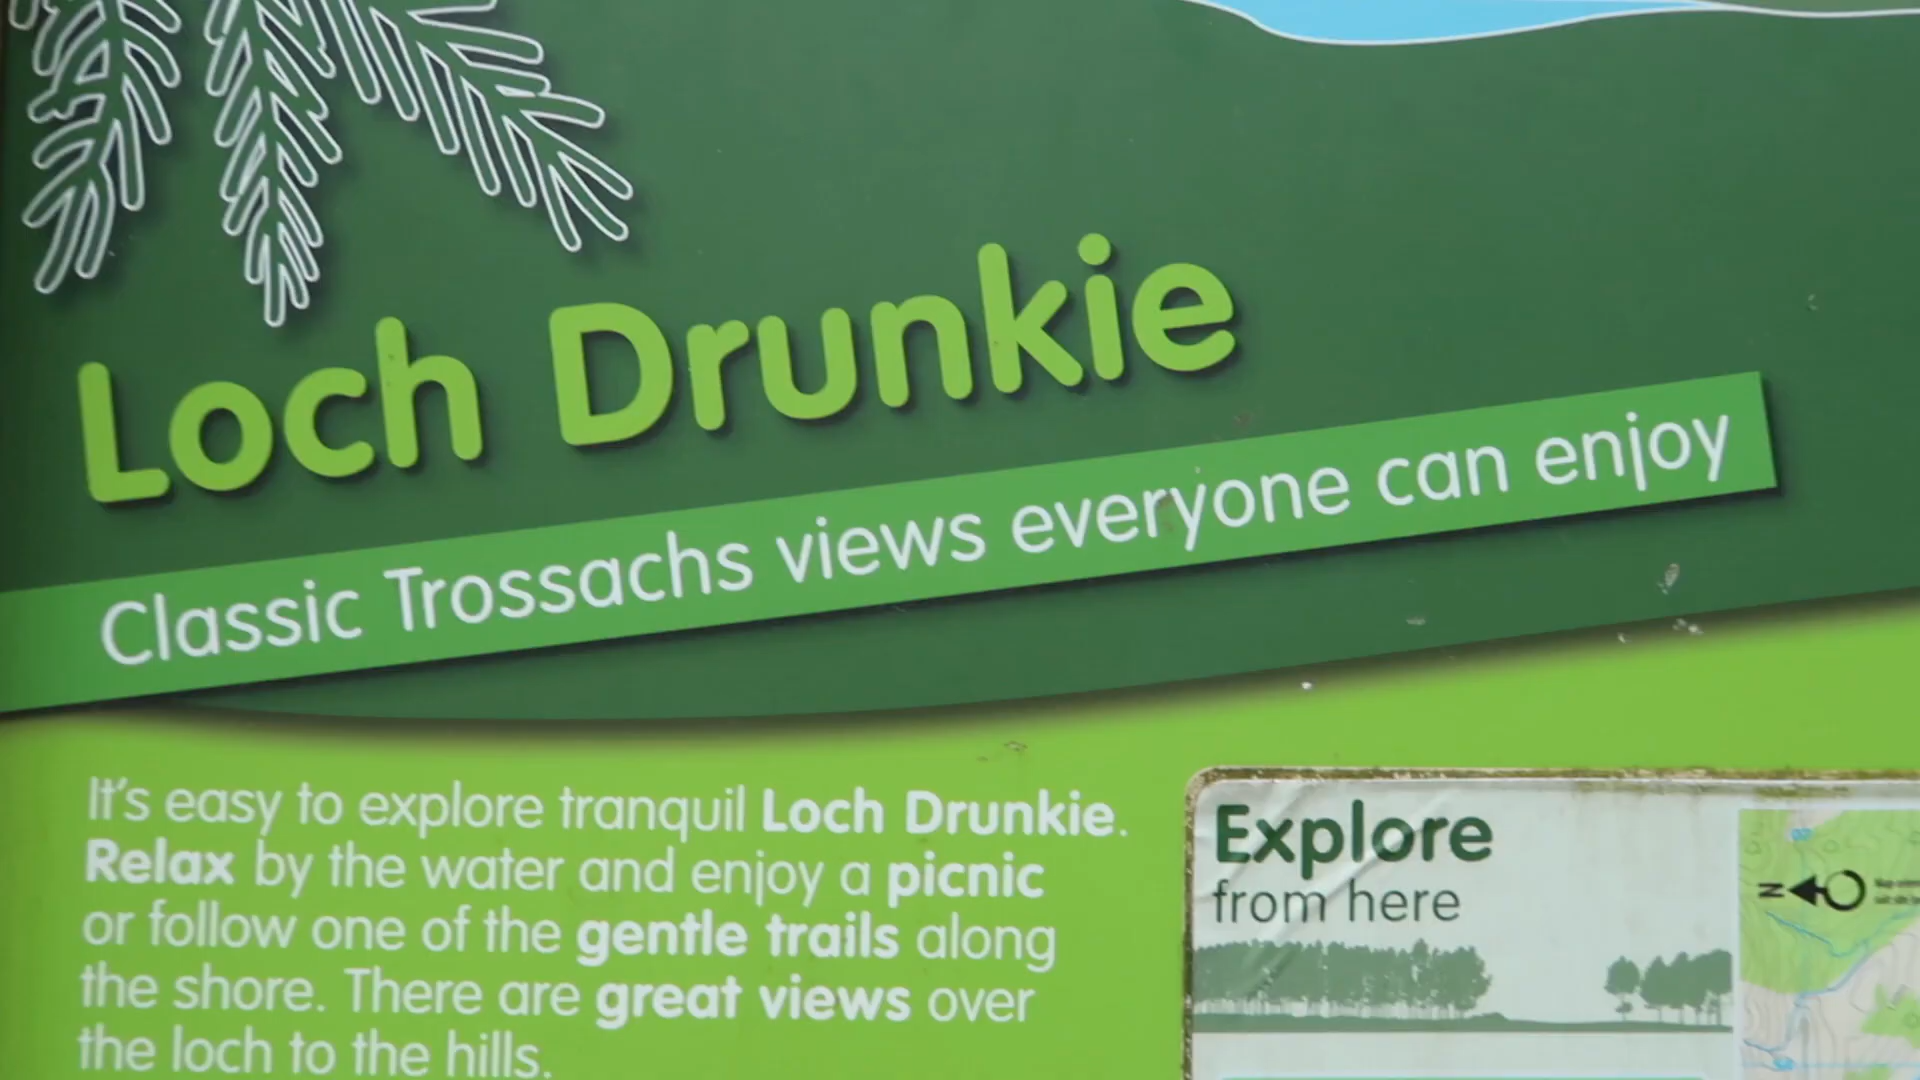 Loch Drunkie
Classic Trossachs views everyone can enjoy
It's easy to explore tranquil Loch Drunkie.
Relax by the water and enjoy a picnic
or follow one of the gentle trails along
the shore. There are great views over
the loch to the hills.
Explore
from here
N